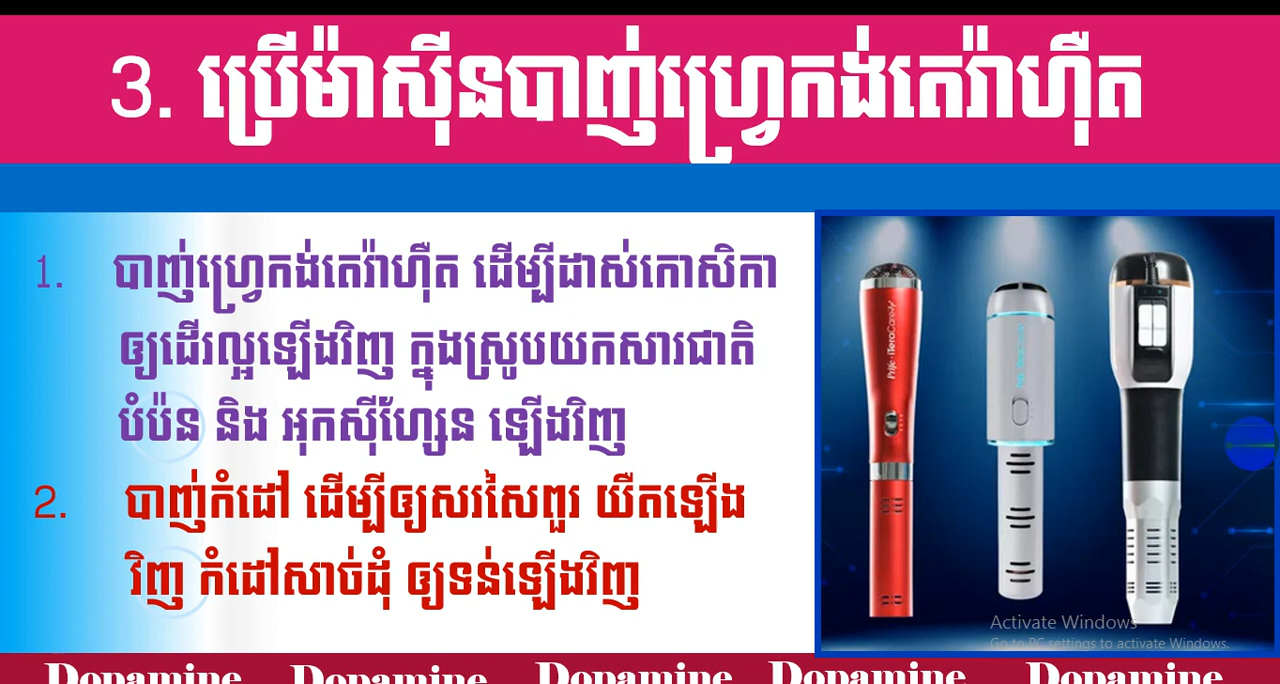 3. ប្រើម៉ាស៊ីនបាញ់ហ្វ្រេកង់តេរ៉ាហ៊ឺត
1. បាញ់ហ្វ្រេកង់តេរ៉ាហ៊ឺត ដើម្បីដាស់កោសិកា
ឲ្យដើរល្អឡើងវិញ ក្នុងស្រូបយកសារជាតិ
បំប៉ន និង អុកស៊ីហ្សែន ឡើងវិញ
2. បាញ់កំដៅ ដើម្បីឲ្យសរសៃពួរ យឺតឡើង
វិញ កំដៅសាច់ដុំ ឲ្យទន់ឡើងវិញ
Prife iTeraCare
Activate Windows
Go to PC settings to activate Windows.
Dopamine Dopamine Dopamine Dopamine Dopamine